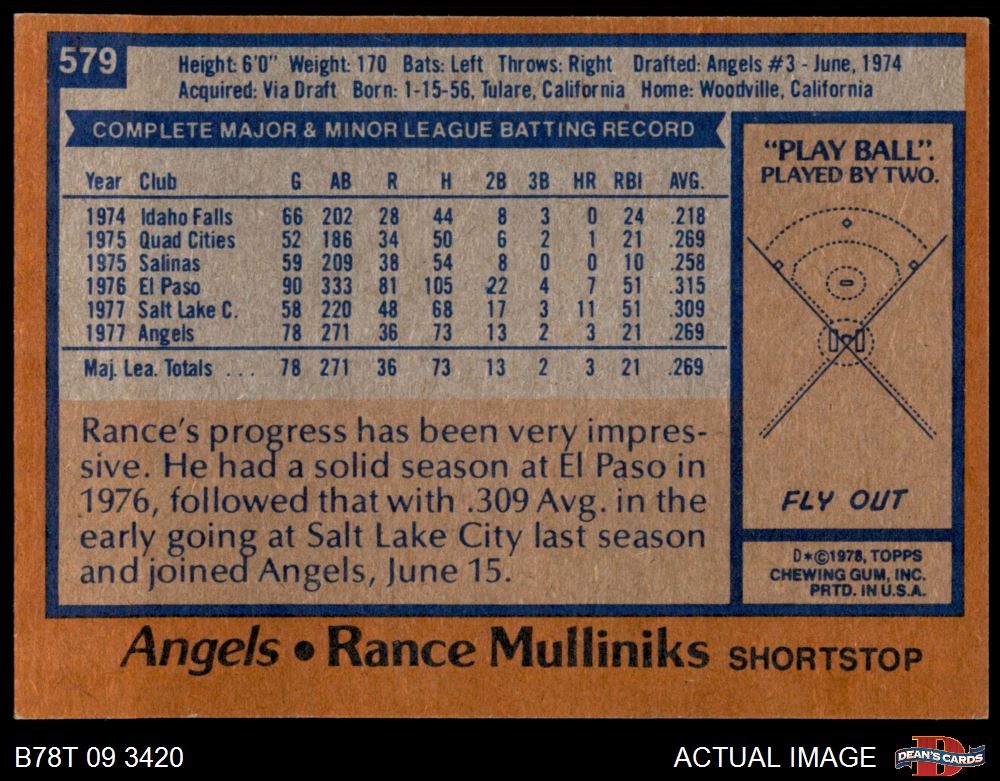 579
Height: 6'0" Weight: 170 Bats: Left Throws: Right Drafted: Angels #3 - June, 1974
Acquired: Via Draft Born: 1-15-56, Tulare, California Home: Woodville, California
COMPLETE MAJOR & MINOR LEAGUE BATTING RECORD
Year Club G AB R H 2B 3B HR RBI AVG.
1974 Idaho Falls 66 202 28 44 8 3 0 24 .218
1975 Quad Cities 52 186 34 50 6 2 1 21 .269
1975 Salinas 59 209 38 54 8 0 0 10 .258
1976 El Paso 90 333 81 105 22 4 7 51 .315
1977 Salt Lake C. 58 220 48 68 17 3 11 51 .309
1977 Angels 78 271 36 73 13 2 3 21 .269
Maj. Lea. Totals ... 78 271 36 73 13 2 3 21 .269
Rance's progress has been very impres-
sive. He had a solid season at El Paso in
1976, followed that with .309 Avg. in the
early going at Salt Lake City last season
and joined Angels, June 15.
"PLAY BALL".
PLAYED BY TWO.
FLY OUT
D*©1978, TOPPS
CHEWING GUM, INC.
PRTD. IN U.S.A.
Angels • Rance Mulliniks SHORTSTOP
B78T 09 3420
ACTUAL IMAGE
D
DEAN'S CARDS